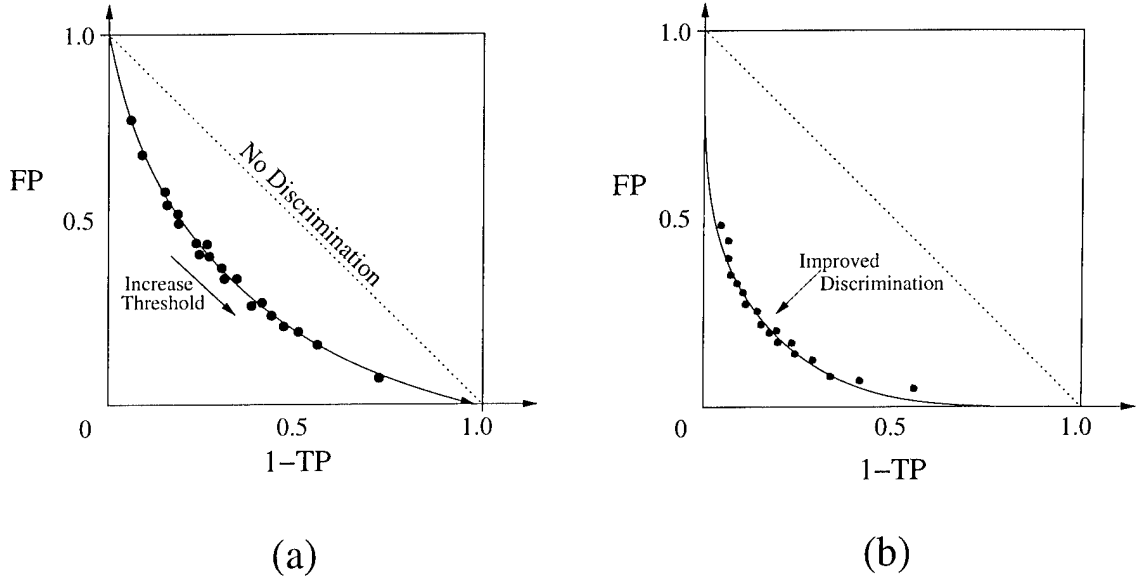 1.0
FP
0.5
No Discrimination
Increase
Threshold
0
0.5
1.0
1−TP
(a)
1.0
FP
0.5
Improved
Discrimination
0
0.5
1.0
1−TP
(b)